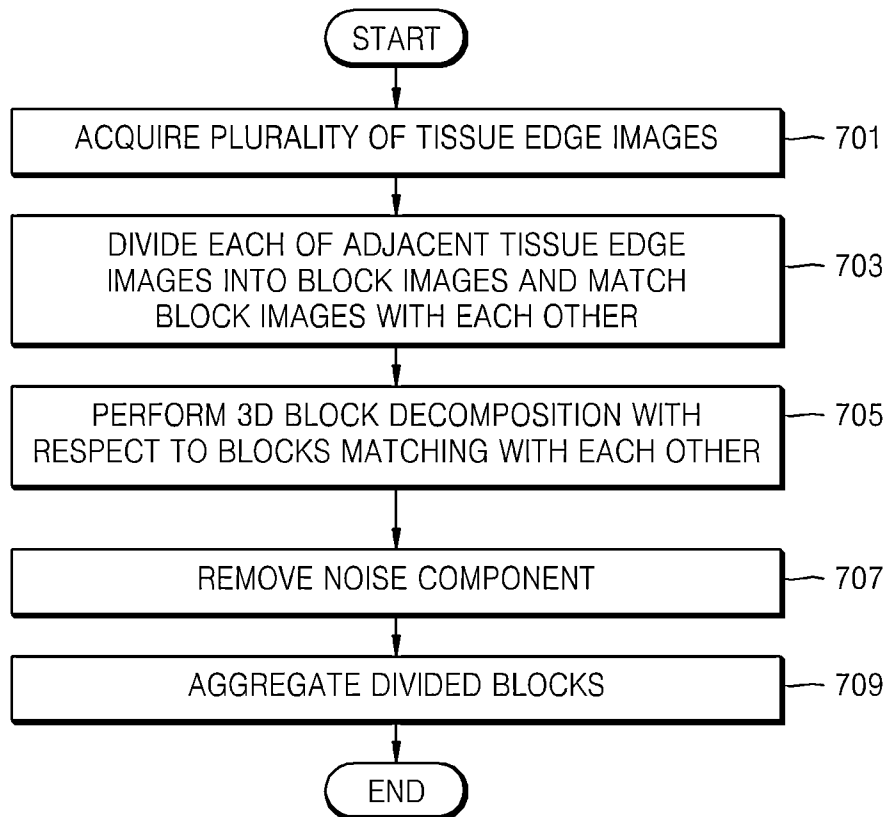 START
ACQUIRE PLURALITY OF TISSUE EDGE IMAGES
701
DIVIDE EACH OF ADJACENT TISSUE EDGE
IMAGES INTO BLOCK IMAGES AND MATCH
BLOCK IMAGES WITH EACH OTHER
703
PERFORM 3D BLOCK DECOMPOSITION WITH
RESPECT TO BLOCKS MATCHING WITH EACH OTHER
705
REMOVE NOISE COMPONENT
707
AGGREGATE DIVIDED BLOCKS
709
END